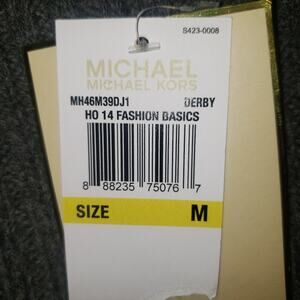 S423-0008
MICHAEL
MICHAEL KORS
MH46M39DJ1 DERBY
HO 14 FASHION BASICS
8 88235 75076 7
SIZE M